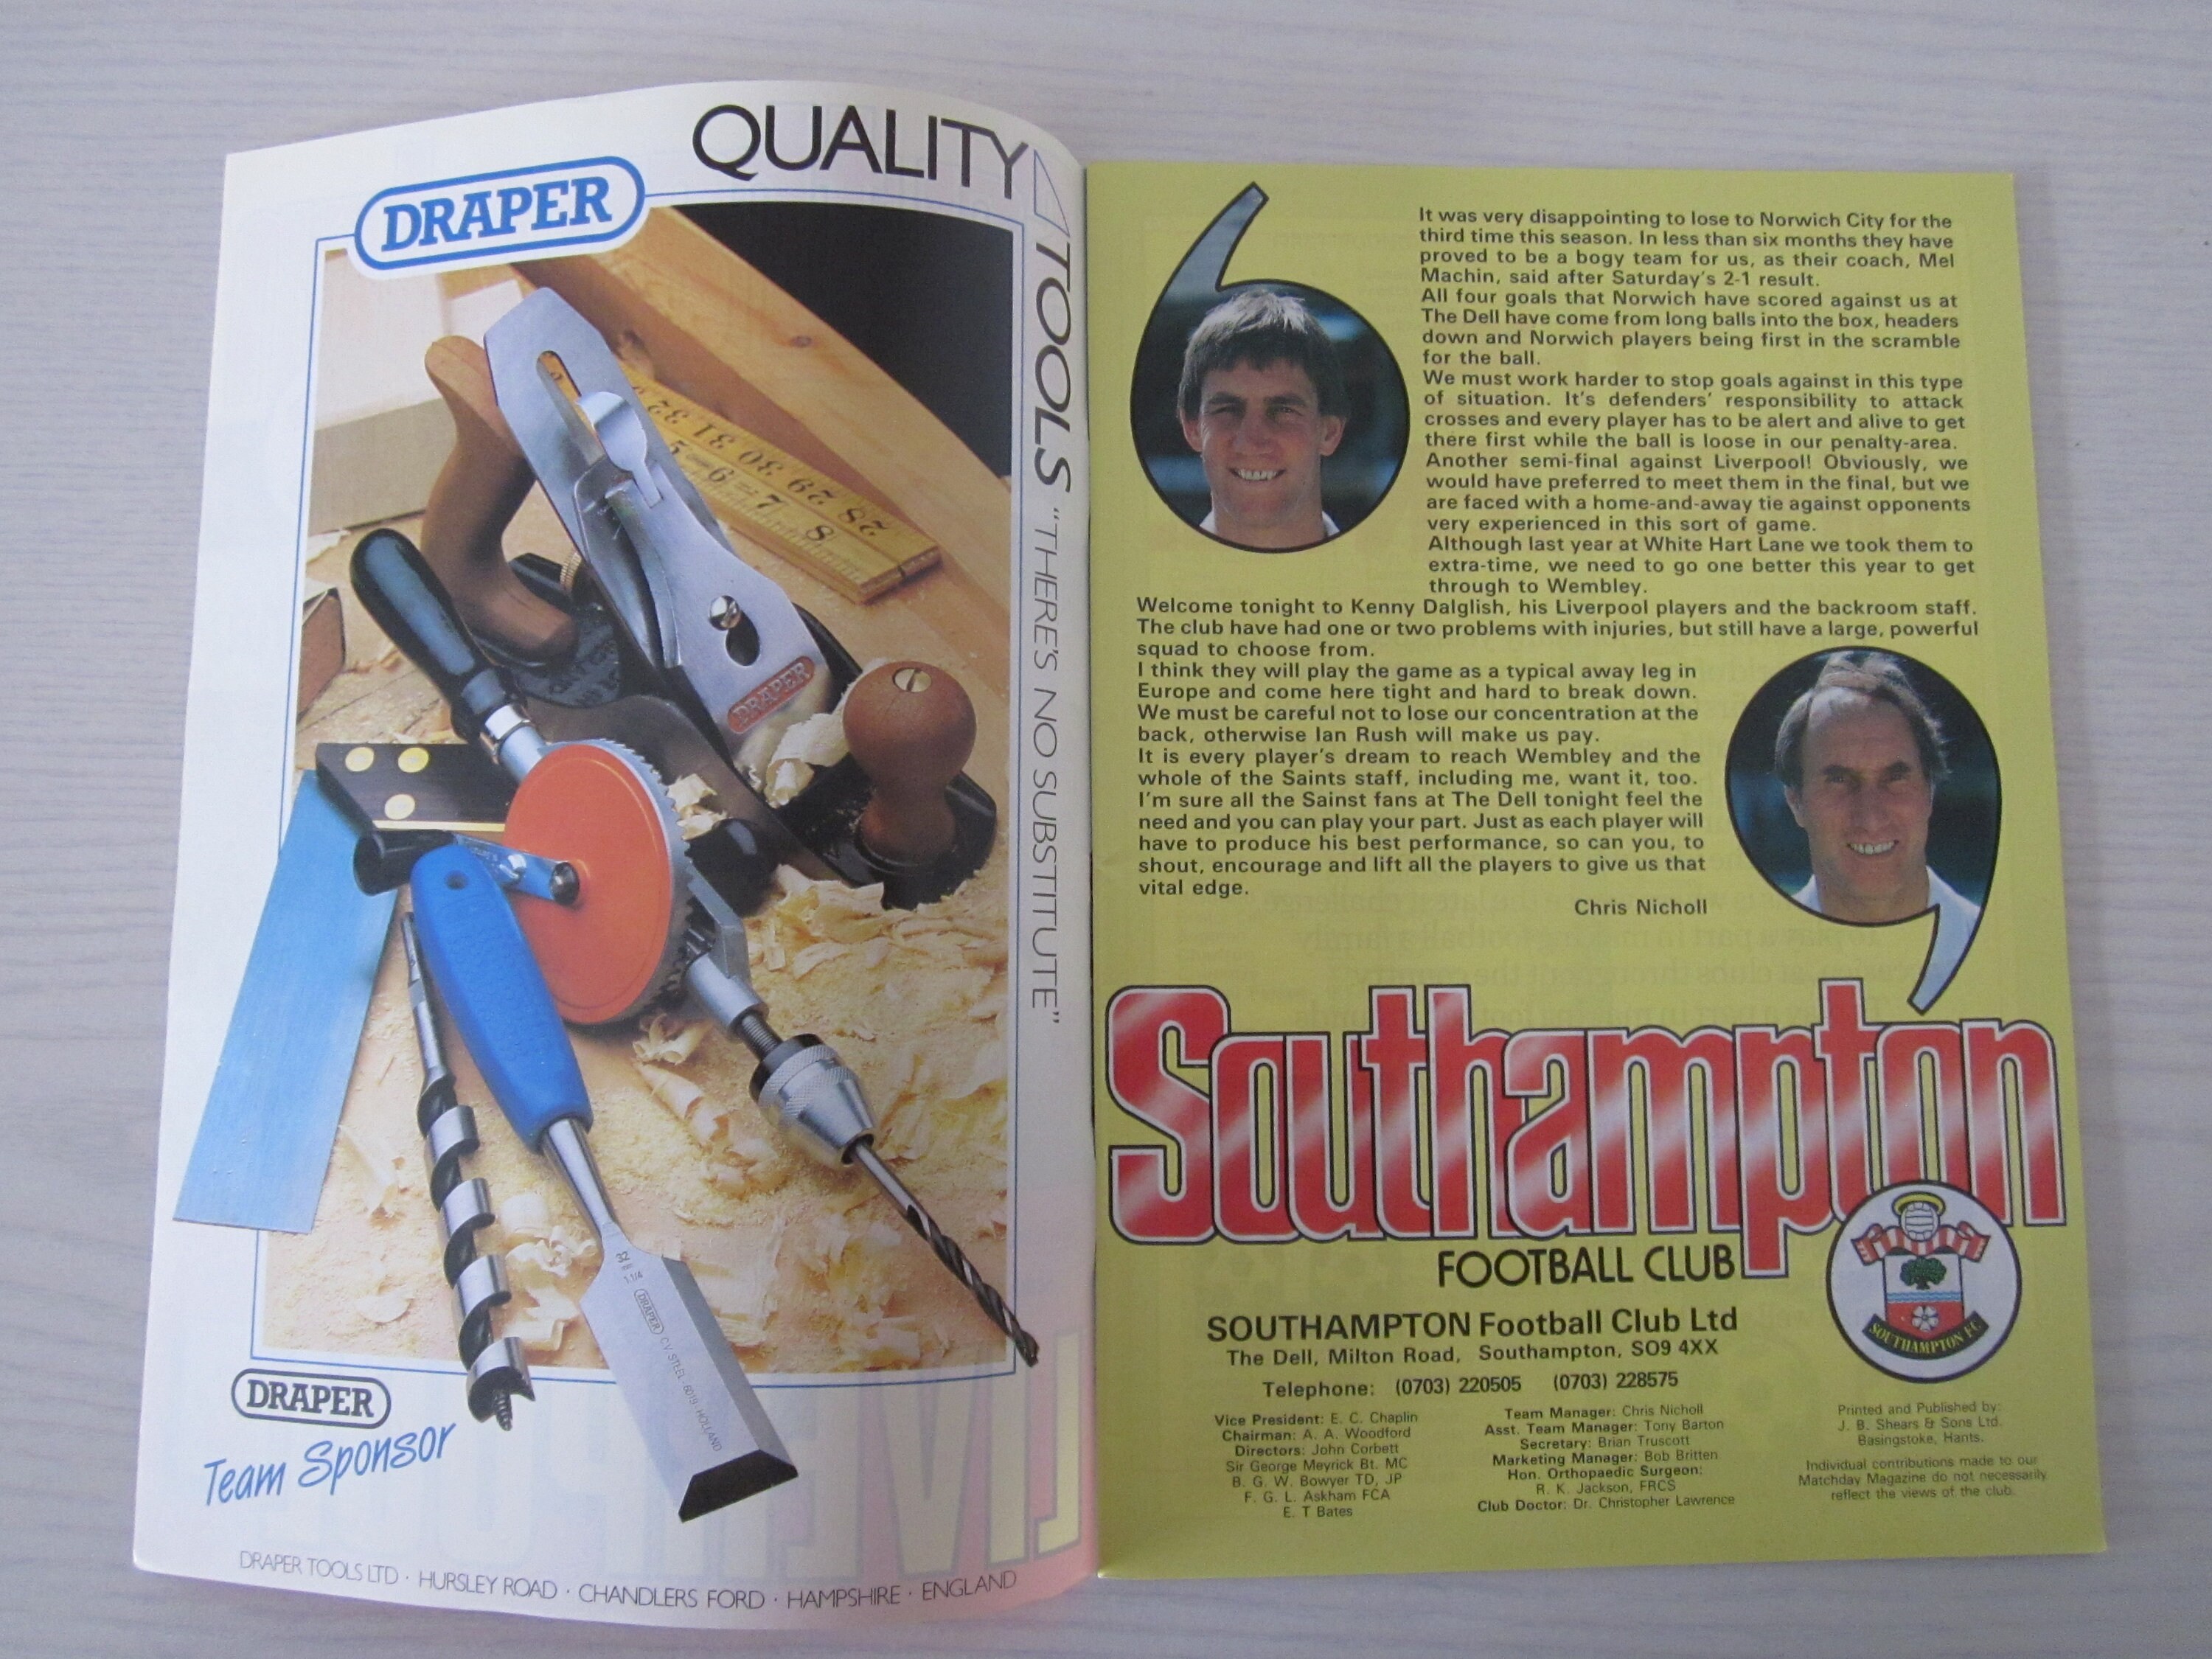 QUALITY
TOOLS "THERE'S NO SUBSTITUTE"
DRAPER
32 31 30 29 28
5 6 7 8
DRAPER
1 1/4
DRAPER C.V STEEL · 6019 · HOLLAND
DRAPER
Team Sponsor
DRAPER TOOLS LTD · HURSLEY ROAD · CHANDLERS FORD · HAMPSHIRE · ENGLAND
It was very disappointing to lose to Norwich City for the
third time this season. In less than six months they have
proved to be a bogy team for us, as their coach, Mel
Machin, said after Saturday's 2-1 result.
All four goals that Norwich have scored against us at
The Dell have come from long balls into the box, headers
down and Norwich players being first in the scramble
for the ball.
We must work harder to stop goals against in this type
of situation. It's defenders' responsibility to attack
crosses and every player has to be alert and alive to get
there first while the ball is loose in our penalty-area.
Another semi-final against Liverpool! Obviously, we
would have preferred to meet them in the final, but we
are faced with a home-and-away tie against opponents
very experienced in this sort of game.
Although last year at White Hart Lane we took them to
extra-time, we need to go one better this year to get
through to Wembley.
Welcome tonight to Kenny Dalglish, his Liverpool players and the backroom staff.
The club have had one or two problems with injuries, but still have a large, powerful
squad to choose from.
I think they will play the game as a typical away leg in
Europe and come here tight and hard to break down.
We must be careful not to lose our concentration at the
back, otherwise Ian Rush will make us pay.
It is every player's dream to reach Wembley and the
whole of the Saints staff, including me, want it, too.
I'm sure all the Sainst fans at The Dell tonight feel the
need and you can play your part. Just as each player will
have to produce his best performance, so can you, to
shout, encourage and lift all the players to give us that
vital edge.
Chris Nicholl
Southampton
FOOTBALL CLUB
SOUTHAMPTON FC
SOUTHAMPTON Football Club Ltd
The Dell, Milton Road, Southampton, SO9 4XX
Telephone: (0703) 220505 (0703) 228575
Vice President: E. C. Chaplin
Chairman: A. A. Woodford
Directors: John Corbett
Sir George Meyrick Bt. MC
B. G. W. Bowyer TD, JP
F. G. L. Askham FCA
E. T Bates
Team Manager: Chris Nicholl
Asst. Team Manager: Tony Barton
Secretary: Brian Truscott
Marketing Manager: Bob Britten
Hon. Orthopaedic Surgeon:
R. K. Jackson, FRCS
Club Doctor: Dr. Christopher Lawrence
Printed and Published by:
J. B. Shears & Sons Ltd.
Basingstoke, Hants.
Individual contributions made to our
Matchday Magazine do not necessarily
reflect the views of the club.